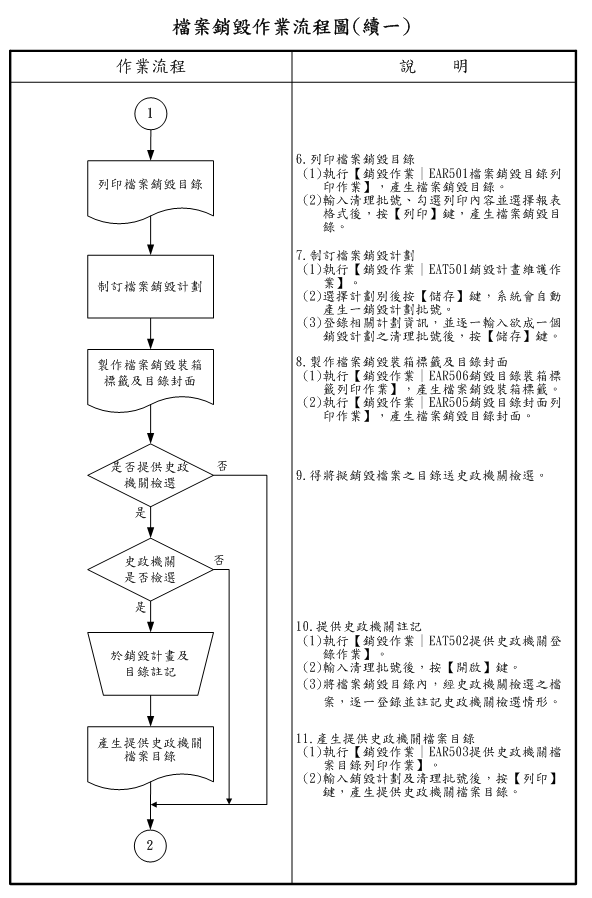 檔案銷毀作業流程圖(續一)
作業流程
說 明
1
列印檔案銷毀目錄
制訂檔案銷毀計劃
製作檔案銷毀裝箱
標籤及目錄封面
是否提供史政
機關檢選
否
是
史政機關
是否檢選
否
是
於銷毀計畫及
目錄註記
產生提供史政機關
檔案目錄
2
6.列印檔案銷毀目錄
(1)執行【銷毀作業│EAR501檔案銷毀目錄列
印作業】，產生檔案銷毀目錄。
(2)輸入清理批號、勾選列印內容並選擇報表
格式後，按【列印】鍵，產生檔案銷毀目
錄。
7.制訂檔案銷毀計劃
(1)執行【銷毀作業│EAT501銷毀計畫維護作
業】。
(2)選擇計劃別後按【儲存】鍵，系統會自動
產生一銷毀計劃批號。
(3)登錄相關計劃資訊，並逐一輸入欲成一個
銷毀計劃之清理批號後，按【儲存】鍵。
8.製作檔案銷毀裝箱標籤及目錄封面
(1)執行【銷毀作業│EAR506銷毀目錄裝箱標
籤列印作業】，產生檔案銷毀裝箱標籤。
(2)執行【銷毀作業│EAR505銷毀目錄封面列
印作業】，產生檔案銷毀目錄封面。
9.得將擬銷毀檔案之目錄送史政機關檢選。
10.提供史政機關註記
(1)執行【銷毀作業│EAT502提供史政機關登
錄作業】。
(2)輸入清理批號後，按【開啟】鍵。
(3)將檔案銷毀目錄內，經史政機關檢選之檔
案，逐一登錄並註記史政機關檢選情形。
11.產生提供史政機關檔案目錄
(1)執行【銷毀作業│EAR503提供史政機關檔
案目錄列印作業】。
(2)輸入銷毀計劃及清理批號後，按【列印】
鍵，產生提供史政機關檔案目錄。